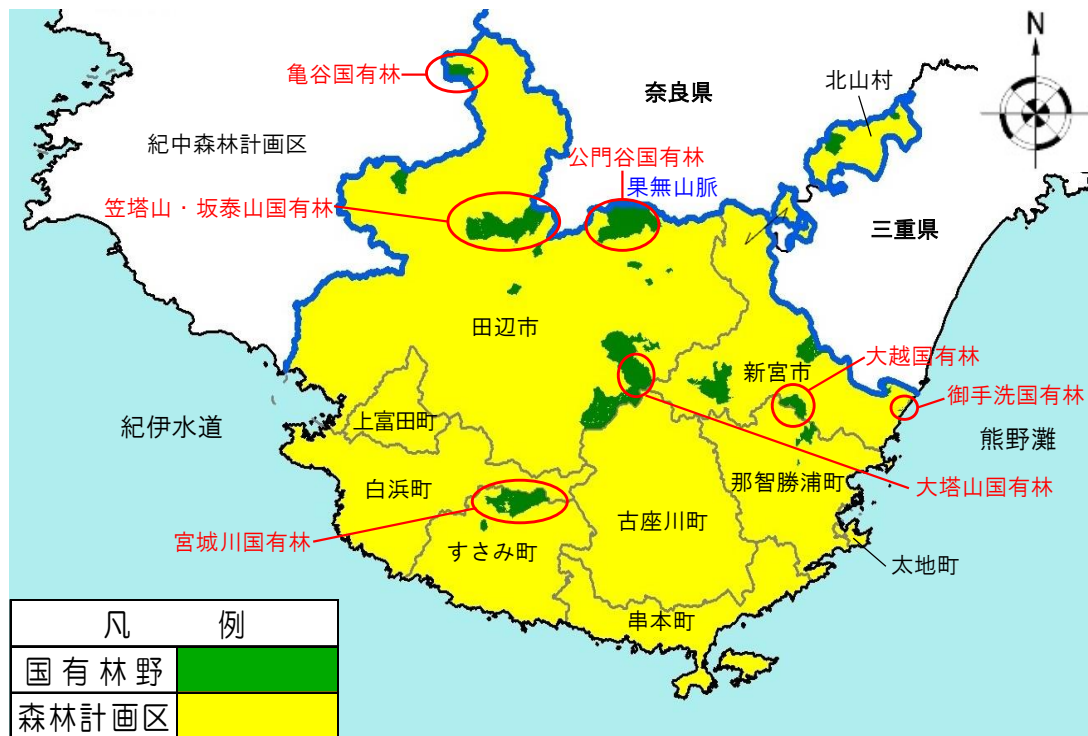 N
亀谷国有林
奈良県
北山村
紀中森林計画区
公門谷国有林
果無山脈
笠塔山・坂泰山国有林
三重県
田辺市
新宮市
大越国有林
御手洗国有林
紀伊水道
上富田町
熊野灘
白浜町
那智勝浦町
大塔山国有林
古座川町
宮城川国有林
すさみ町
太地町
串本町
凡 例
国有林野
森林計画区